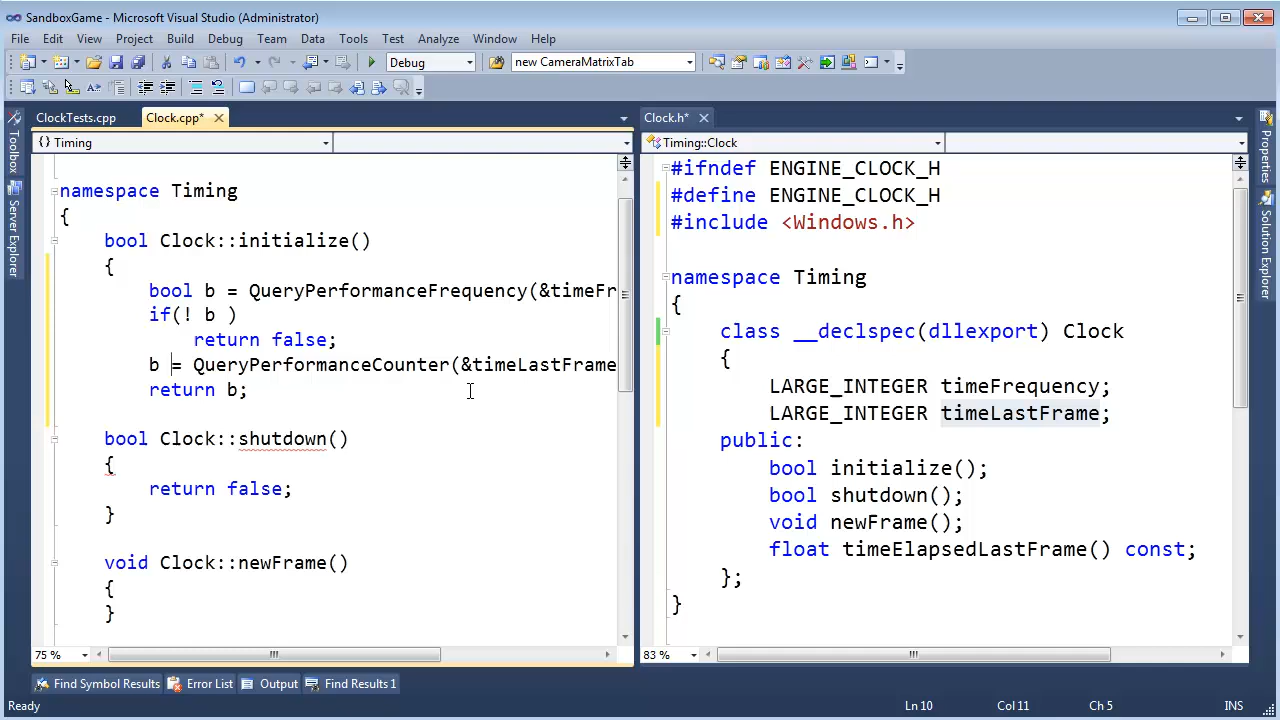 SandboxGame - Microsoft Visual Studio (Administrator)
File Edit View Project Build Debug Team Data Tools Test Analyze Window Help
Debug new CameraMatrixTab
ClockTests.cpp Clock.cpp* Clock.h*
Timing Timing::Clock
Toolbox
Server Explorer
namespace Timing
{
bool Clock::initialize()
{
bool b = QueryPerformanceFrequency(&timeFr
if(! b )
return false;
b = QueryPerformanceCounter(&timeLastFrame
return b;
bool Clock::shutdown()
{
return false;
}
void Clock::newFrame()
{
}
75 %
#ifndef ENGINE_CLOCK_H
#define ENGINE_CLOCK_H
#include <Windows.h>
namespace Timing
{
class __declspec(dllexport) Clock
{
LARGE_INTEGER timeFrequency;
LARGE_INTEGER timeLastFrame;
public:
bool initialize();
bool shutdown();
void newFrame();
float timeElapsedLastFrame() const;
};
}
83 %
Properties
Solution Explorer
Find Symbol Results Error List Output Find Results 1
Ready Ln 10 Col 11 Ch 5 INS